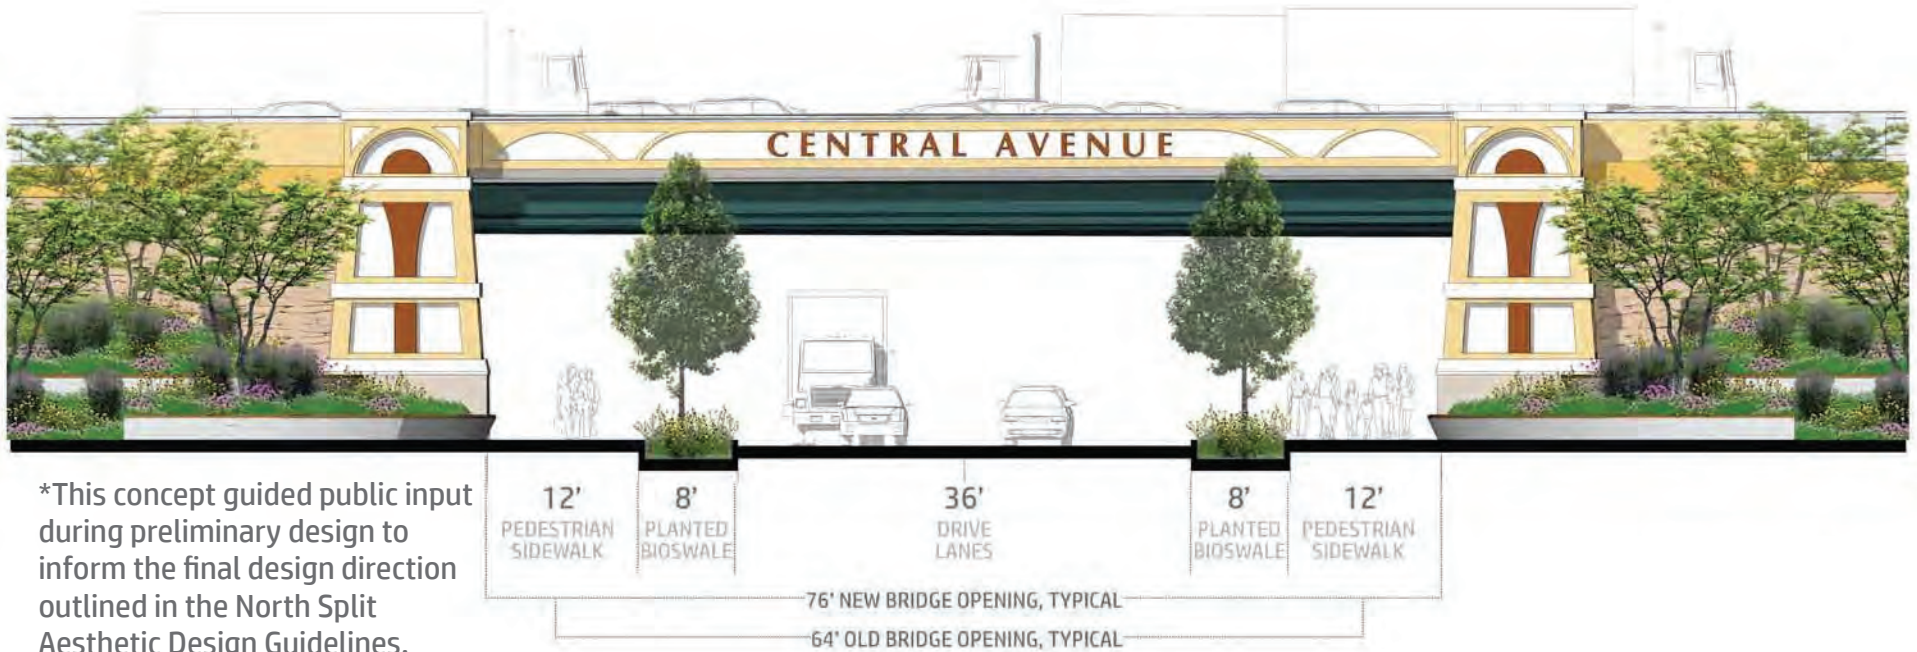 CENTRAL AVENUE
*This concept guided public input
during preliminary design to
inform the final design direction
outlined in the North Split
Aesthetic Design Guidelines.
12'
PEDESTRIAN
SIDEWALK
8'
PLANTED
BIOSWALE
36'
DRIVE
LANES
8'
PLANTED
BIOSWALE
12'
PEDESTRIAN
SIDEWALK
76' NEW BRIDGE OPENING, TYPICAL
64' OLD BRIDGE OPENING, TYPICAL